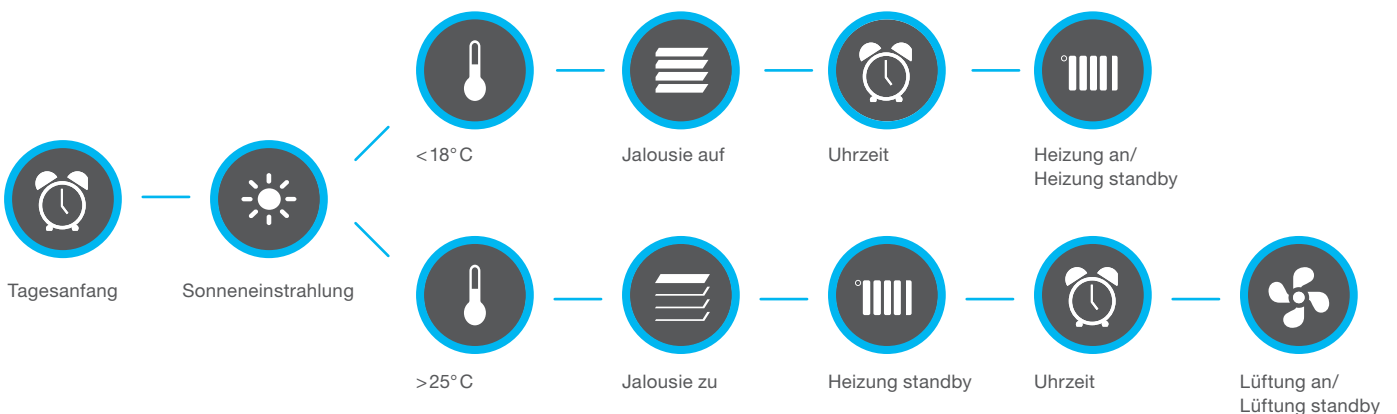 Tagesanfang
Sonneneinstrahlung
<18° C
Jalousie auf
Uhrzeit
Heizung an/
Heizung standby
>25° C
Jalousie zu
Heizung standby
Uhrzeit
Lüftung an/
Lüftung standby